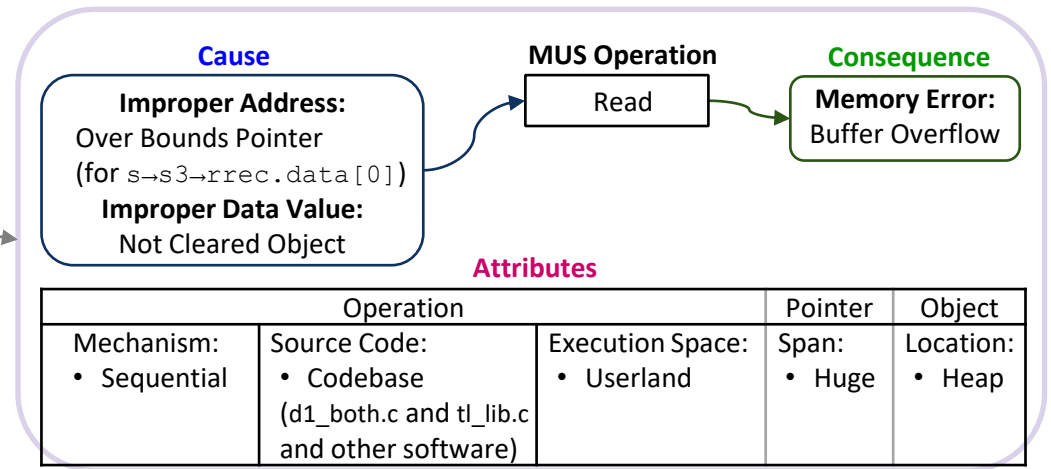 Cause
MUS Operation
Consequence
Improper Address:
Over Bounds Pointer
(for s→s3→rrec.data[0])
Improper Data Value:
Not Cleared Object
Read
Memory Error:
Buffer Overflow
Attributes
Operation
Pointer
Object
Mechanism:
• Sequential
Source Code:
• Codebase
(d1_both.c and tl_lib.c
and other software)
Execution Space:
• Userland
Span:
• Huge
Location:
• Heap